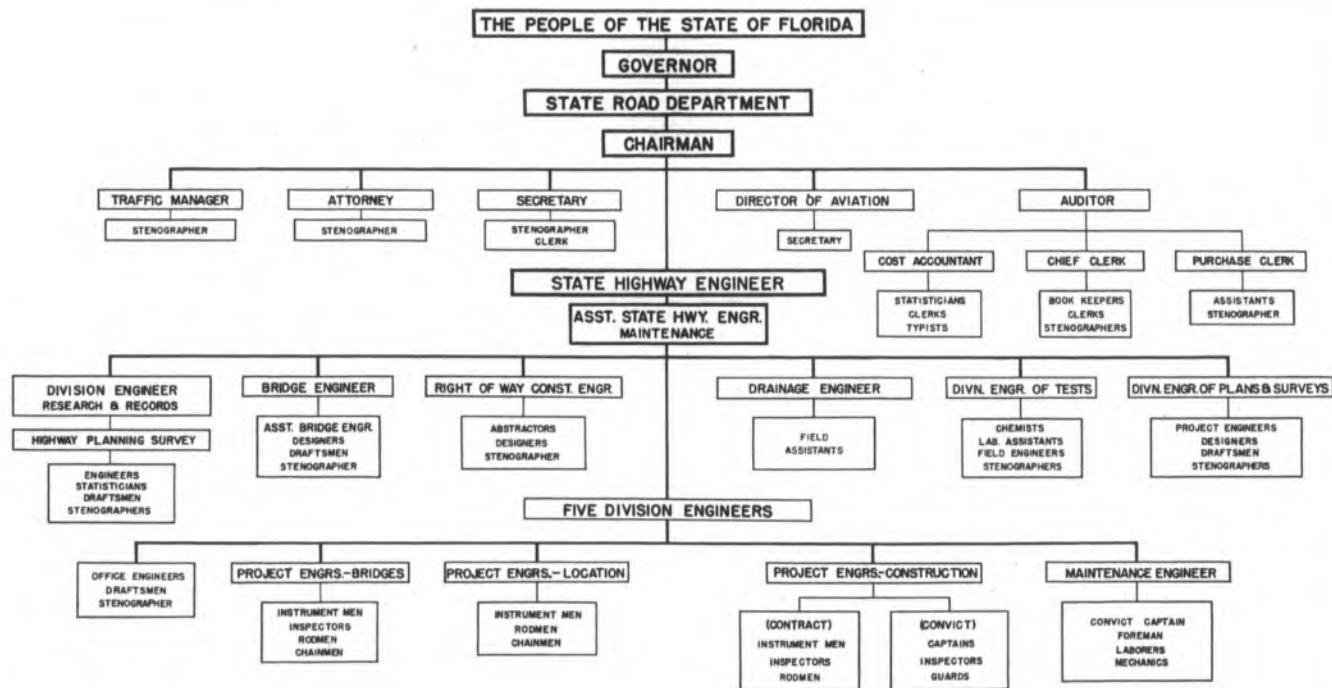 THE PEOPLE OF THE STATE OF FLORIDA
GOVERNOR
STATE ROAD DEPARTMENT
CHAIRMAN
TRAFFIC MANAGER
STENOGRAPHER
ATTORNEY
STENOGRAPHER
SECRETARY
STENOGRAPHER
CLERK
DIRECTOR OF AVIATION
SECRETARY
AUDITOR
COST ACCOUNTANT
STATISTICIANS
CLERKS
TYPISTS
CHIEF CLERK
BOOK KEEPERS
CLERKS
STENOGRAPHERS
PURCHASE CLERK
ASSISTANTS
STENOGRAPHER
STATE HIGHWAY ENGINEER
ASST. STATE HWY. ENGR.
MAINTENANCE
DIVISION ENGINEER
RESEARCH & RECORDS
HIGHWAY PLANNING SURVEY
ENGINEERS
STATISTICIANS
DRAFTSMEN
STENOGRAPHERS
BRIDGE ENGINEER
ASST. BRIDGE ENGR.
DESIGNERS
DRAFTSMEN
STENOGRAPHER
RIGHT OF WAY CONST. ENGR.
ABSTRACTORS
DESIGNERS
STENOGRAPHER
DRAINAGE ENGINEER
FIELD
ASSISTANTS
DIVN. ENGR. OF TESTS
CHEMISTS
LAB. ASSISTANTS
FIELD ENGINEERS
STENOGRAPHERS
DIVN. ENGR. OF PLANS & SURVEYS
PROJECT ENGINEERS
DESIGNERS
DRAFTSMEN
STENOGRAPHERS
FIVE DIVISION ENGINEERS
OFFICE ENGINEERS
DRAFTSMEN
STENOGRAPHER
PROJECT ENGRS.-BRIDGES
INSTRUMENT MEN
INSPECTORS
RODMEN
CHAINMEN
PROJECT ENGRS.-LOCATION
INSTRUMENT MEN
RODMEN
CHAINMEN
PROJECT ENGRS.-CONSTRUCTION
(CONTRACT)
INSTRUMENT MEN
INSPECTORS
RODMEN
(CONVICT)
CAPTAINS
INSPECTORS
GUARDS
MAINTENANCE ENGINEER
CONVICT CAPTAIN
FOREMAN
LABORERS
MECHANICS